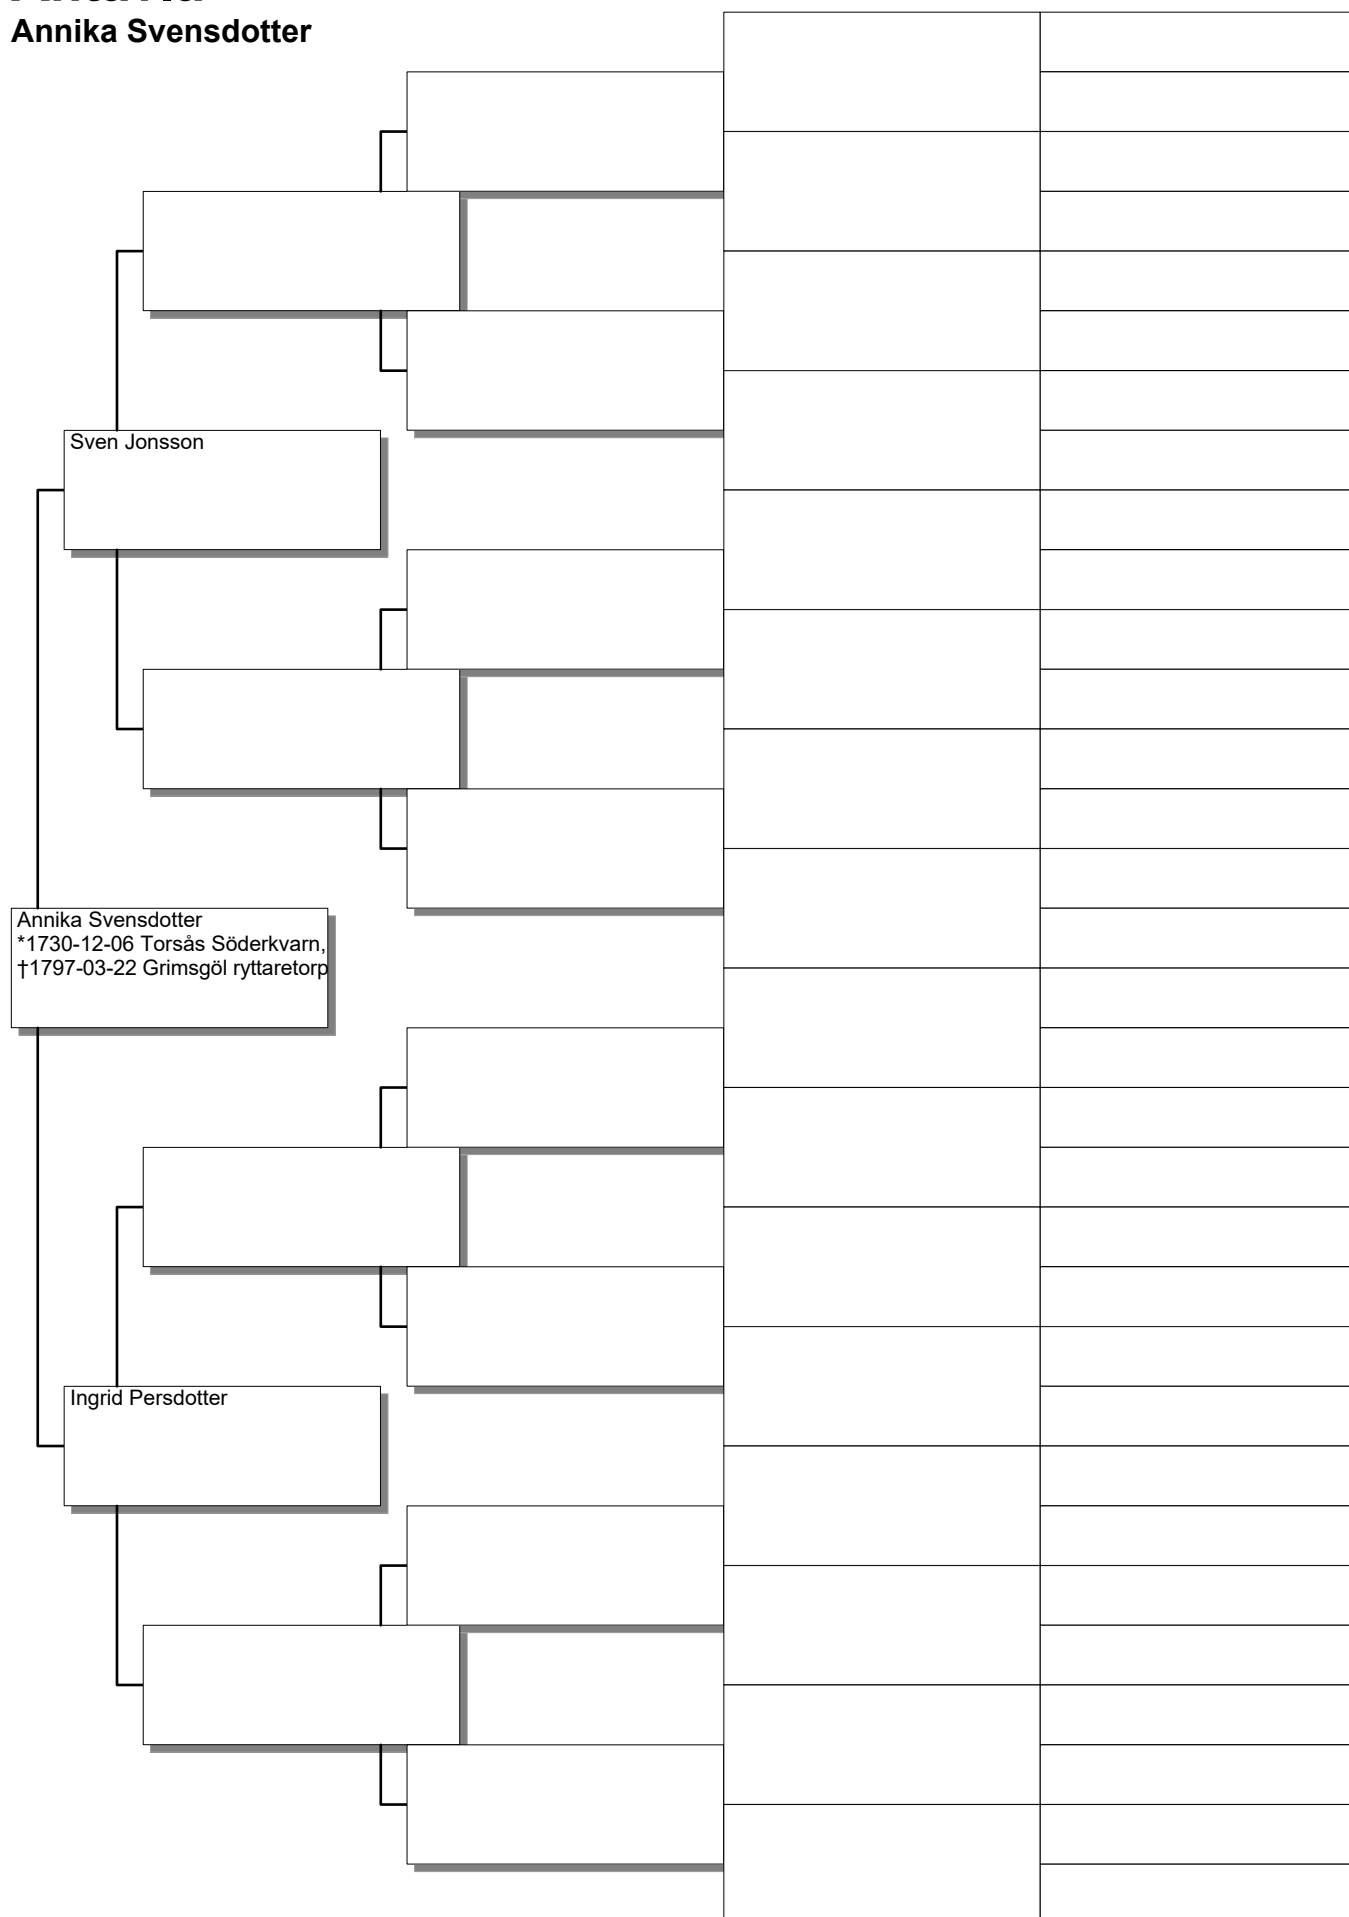 Annika Svensdotter
Sven Jonsson
Annika Svensdotter
*1730-12-06 Torsås Söderkvarn,
†1797-03-22 Grimsgöl ryttaretorp
Ingrid Persdotter